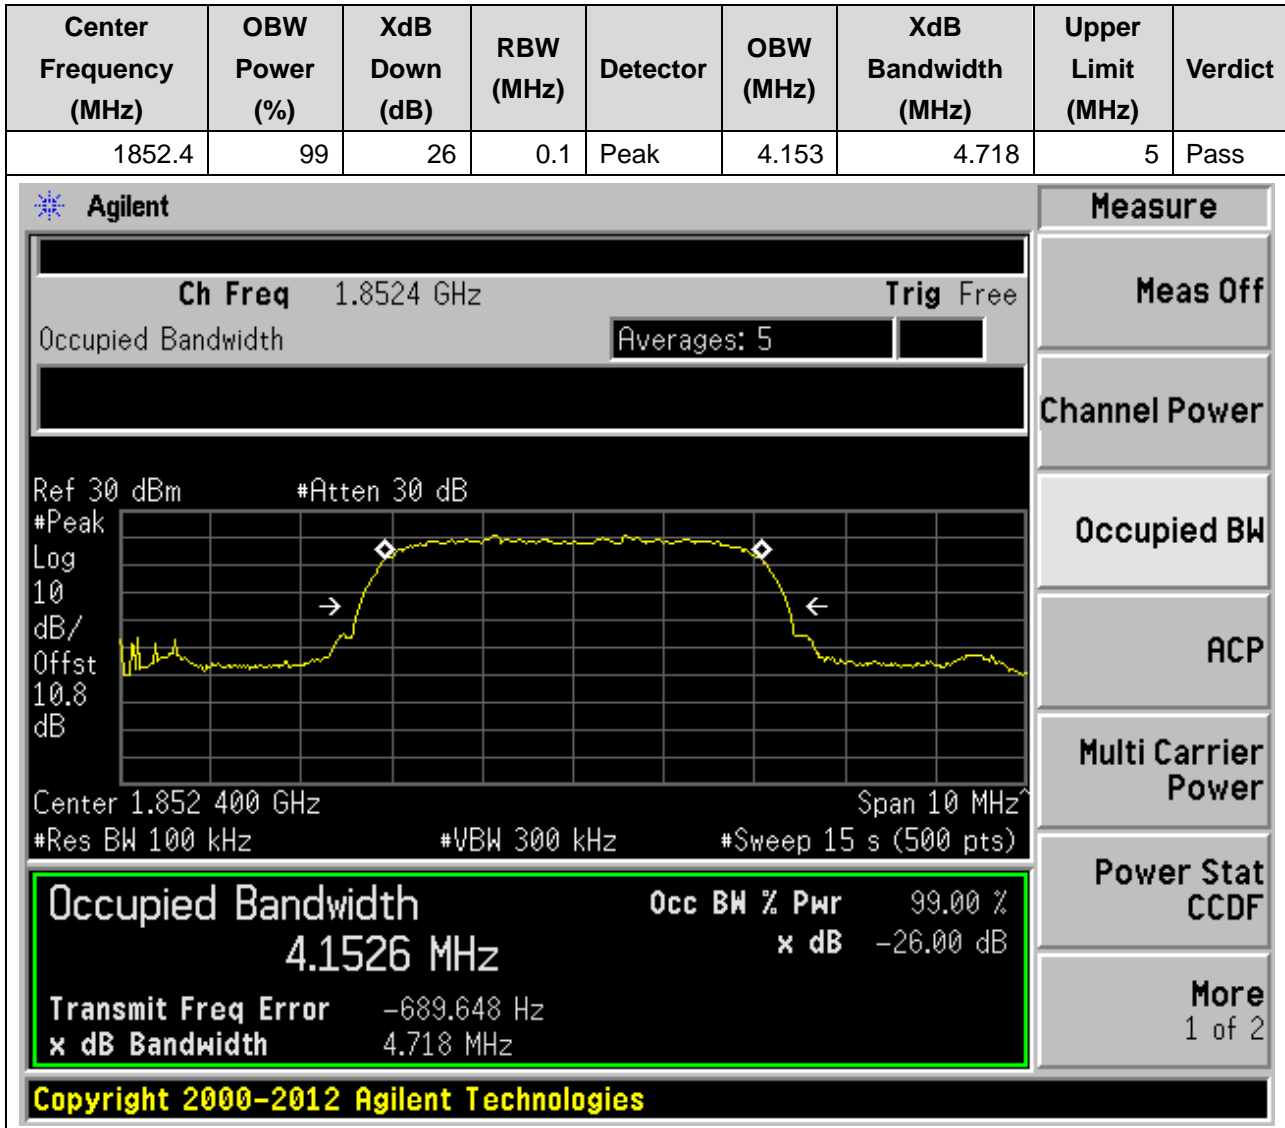 Center Frequency (MHz) OBW Power (%) XdB Down (dB) RBW (MHz) Detector OBW (MHz) XdB Bandwidth (MHz) Upper Limit (MHz) Verdict
1852.4 99 26 0.1 Peak 4.153 4.718 5 Pass
Agilent
Measure
Ch Freq 1.8524 GHz Trig Free
Meas Off
Occupied Bandwidth Averages: 5
Channel Power
Ref 30 dBm #Atten 30 dB
#Peak
Log
10
dB/
Offst
10.8
dB
Occupied BW
ACP
Multi Carrier
Power
Center 1.852 400 GHz Span 10 MHz^
#Res BW 100 kHz #VBW 300 kHz #Sweep 15 s (500 pts)
Power Stat
CCDF
Occupied Bandwidth Occ BW % Pwr 99.00 %
4.1526 MHz x dB -26.00 dB
Transmit Freq Error -689.648 Hz
x dB Bandwidth 4.718 MHz
More
1 of 2
Copyright 2000-2012 Agilent Technologies